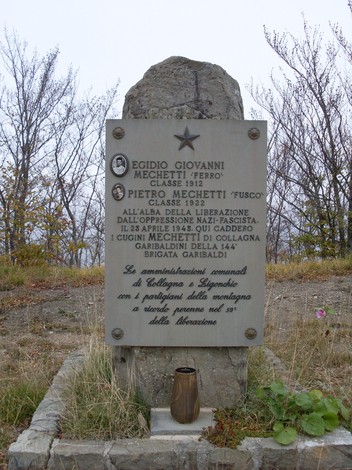 EGIDIO GIOVANNI
MECHETTI "FERRO"
CLASSE 1912
PIETRO MECHETTI "FUSCO"
CLASSE 1922
ALL'ALBA DELLA LIBERAZIONE
DALL'OPPRESSIONE NAZI-FASCISTA.
IL 23 APRILE 1945, QUI CADDERO
I CUGINI MECHETTI DI COLLAGNA
GARIBALDINI DELLA 144ª
BRIGATA GARIBALDI
Le amministrazioni comunali
di Collagna e Ligonchio
con i partigiani della montagna
a ricordo perenne nel 59°
della liberazione